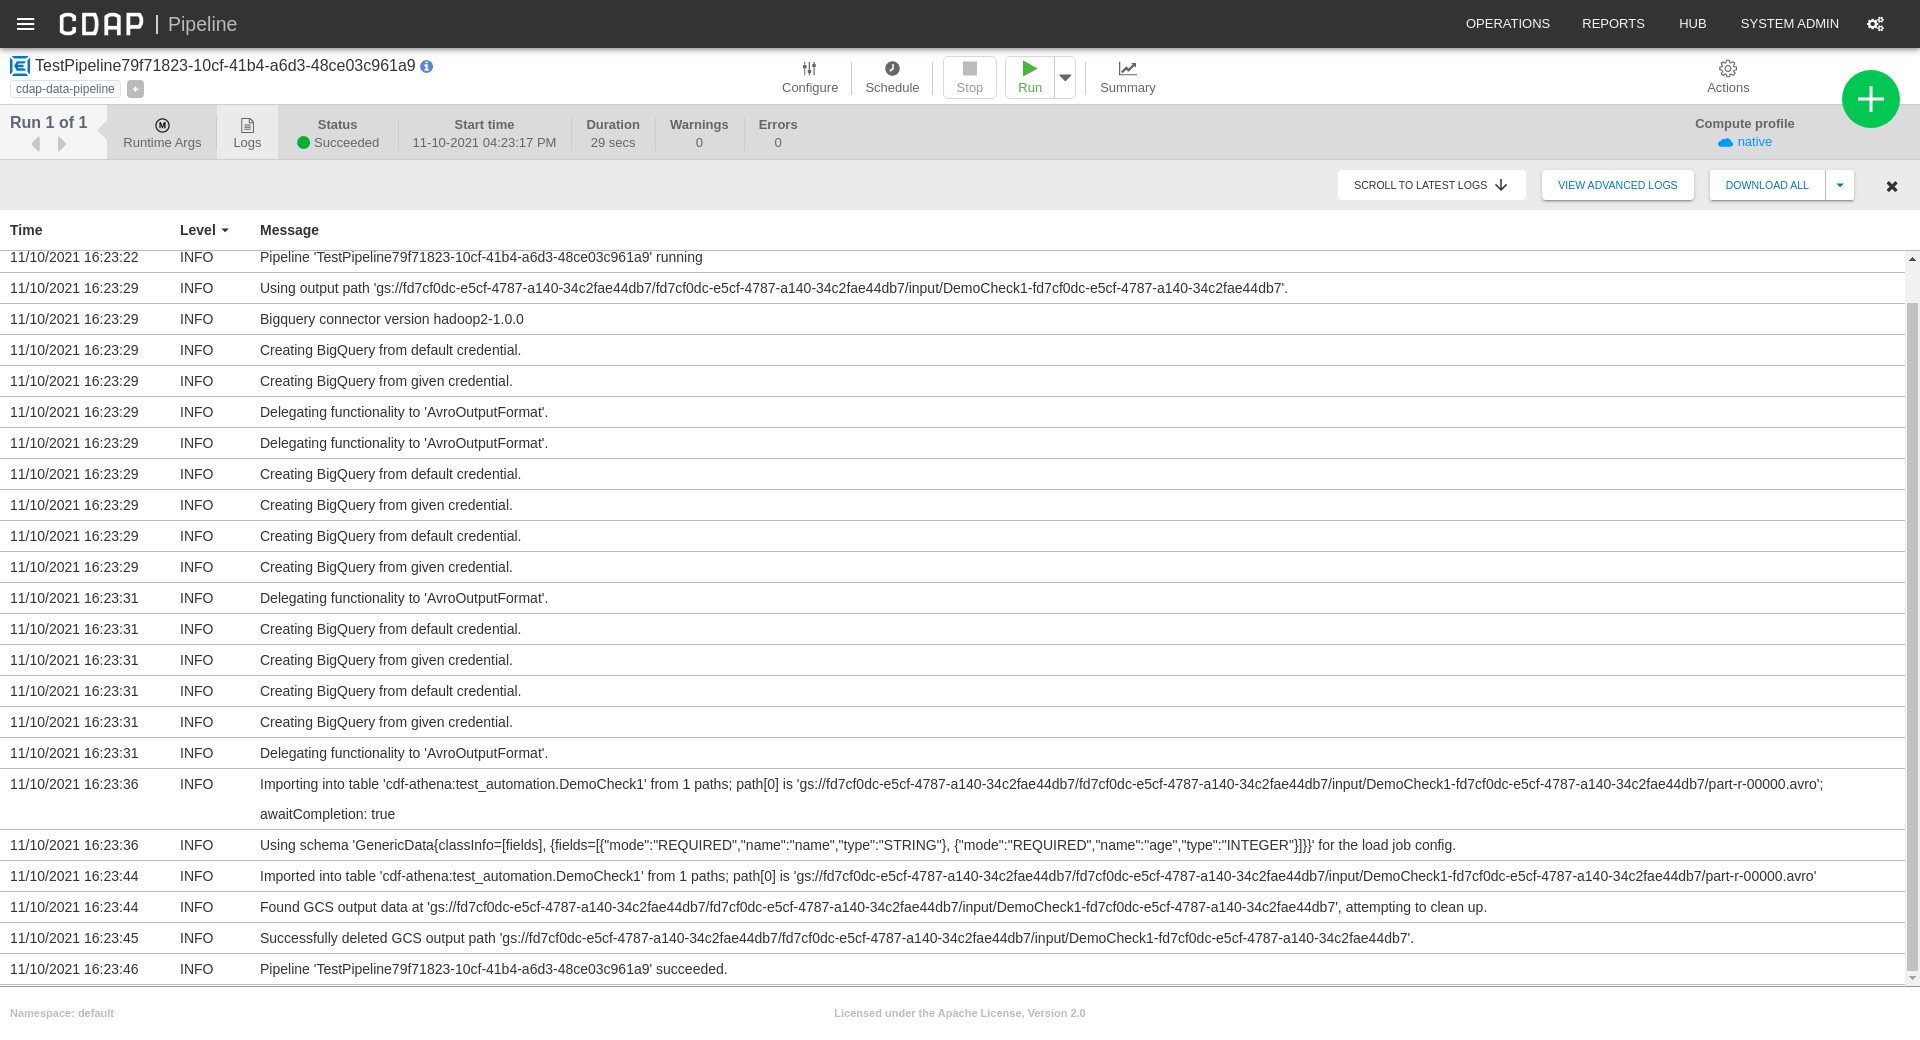 CDAP | Pipeline
OPERATIONS REPORTS HUB SYSTEM ADMIN
TestPipeline79f71823-10cf-41b4-a6d3-48ce03c961a9
cdap-data-pipeline +
Configure Schedule Stop Run Summary Actions
Run 1 of 1
Runtime Args
Logs
Status
Succeeded
Start time
11-10-2021 04:23:17 PM
Duration
29 secs
Warnings
0
Errors
0
Compute profile
native
SCROLL TO LATEST LOGS VIEW ADVANCED LOGS DOWNLOAD ALL
Time Level Message
11/10/2021 16:23:22 INFO Pipeline 'TestPipeline79f71823-10cf-41b4-a6d3-48ce03c961a9' running
11/10/2021 16:23:29 INFO Using output path 'gs://fd7cf0dc-e5cf-4787-a140-34c2fae44db7/fd7cf0dc-e5cf-4787-a140-34c2fae44db7/input/DemoCheck1-fd7cf0dc-e5cf-4787-a140-34c2fae44db7'.
11/10/2021 16:23:29 INFO Bigquery connector version hadoop2-1.0.0
11/10/2021 16:23:29 INFO Creating BigQuery from default credential.
11/10/2021 16:23:29 INFO Creating BigQuery from given credential.
11/10/2021 16:23:29 INFO Delegating functionality to 'AvroOutputFormat'.
11/10/2021 16:23:29 INFO Delegating functionality to 'AvroOutputFormat'.
11/10/2021 16:23:29 INFO Creating BigQuery from default credential.
11/10/2021 16:23:29 INFO Creating BigQuery from given credential.
11/10/2021 16:23:29 INFO Creating BigQuery from default credential.
11/10/2021 16:23:29 INFO Creating BigQuery from given credential.
11/10/2021 16:23:31 INFO Delegating functionality to 'AvroOutputFormat'.
11/10/2021 16:23:31 INFO Creating BigQuery from default credential.
11/10/2021 16:23:31 INFO Creating BigQuery from given credential.
11/10/2021 16:23:31 INFO Creating BigQuery from default credential.
11/10/2021 16:23:31 INFO Creating BigQuery from given credential.
11/10/2021 16:23:31 INFO Delegating functionality to 'AvroOutputFormat'.
11/10/2021 16:23:36 INFO Importing into table 'cdf-athena:test_automation.DemoCheck1' from 1 paths; path[0] is 'gs://fd7cf0dc-e5cf-4787-a140-34c2fae44db7/fd7cf0dc-e5cf-4787-a140-34c2fae44db7/input/DemoCheck1-fd7cf0dc-e5cf-4787-a140-34c2fae44db7/part-r-00000.avro';
awaitCompletion: true
11/10/2021 16:23:36 INFO Using schema 'GenericData{classInfo=[fields], {fields=[{"mode":"REQUIRED","name":"name","type":"STRING"}, {"mode":"REQUIRED","name":"age","type":"INTEGER"}]}}' for the load job config.
11/10/2021 16:23:44 INFO Imported into table 'cdf-athena:test_automation.DemoCheck1' from 1 paths; path[0] is 'gs://fd7cf0dc-e5cf-4787-a140-34c2fae44db7/fd7cf0dc-e5cf-4787-a140-34c2fae44db7/input/DemoCheck1-fd7cf0dc-e5cf-4787-a140-34c2fae44db7/part-r-00000.avro'
11/10/2021 16:23:44 INFO Found GCS output data at 'gs://fd7cf0dc-e5cf-4787-a140-34c2fae44db7/fd7cf0dc-e5cf-4787-a140-34c2fae44db7/input/DemoCheck1-fd7cf0dc-e5cf-4787-a140-34c2fae44db7', attempting to clean up.
11/10/2021 16:23:45 INFO Successfully deleted GCS output path 'gs://fd7cf0dc-e5cf-4787-a140-34c2fae44db7/fd7cf0dc-e5cf-4787-a140-34c2fae44db7/input/DemoCheck1-fd7cf0dc-e5cf-4787-a140-34c2fae44db7'.
11/10/2021 16:23:46 INFO Pipeline 'TestPipeline79f71823-10cf-41b4-a6d3-48ce03c961a9' succeeded.
Namespace: default Licensed under the Apache License, Version 2.0